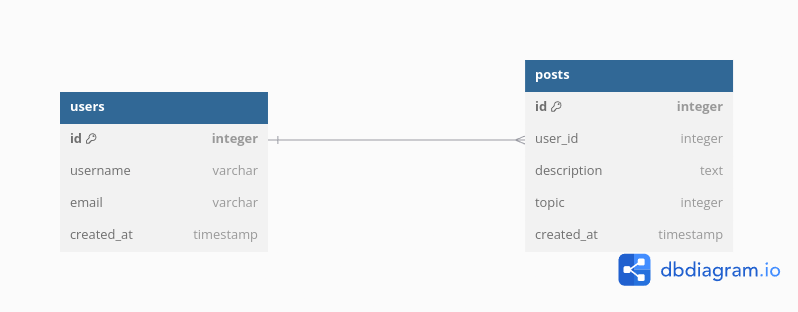 users
id integer
username varchar
email varchar
created_at timestamp
posts
id integer
user_id integer
description text
topic integer
created_at timestamp
dbdiagram.io